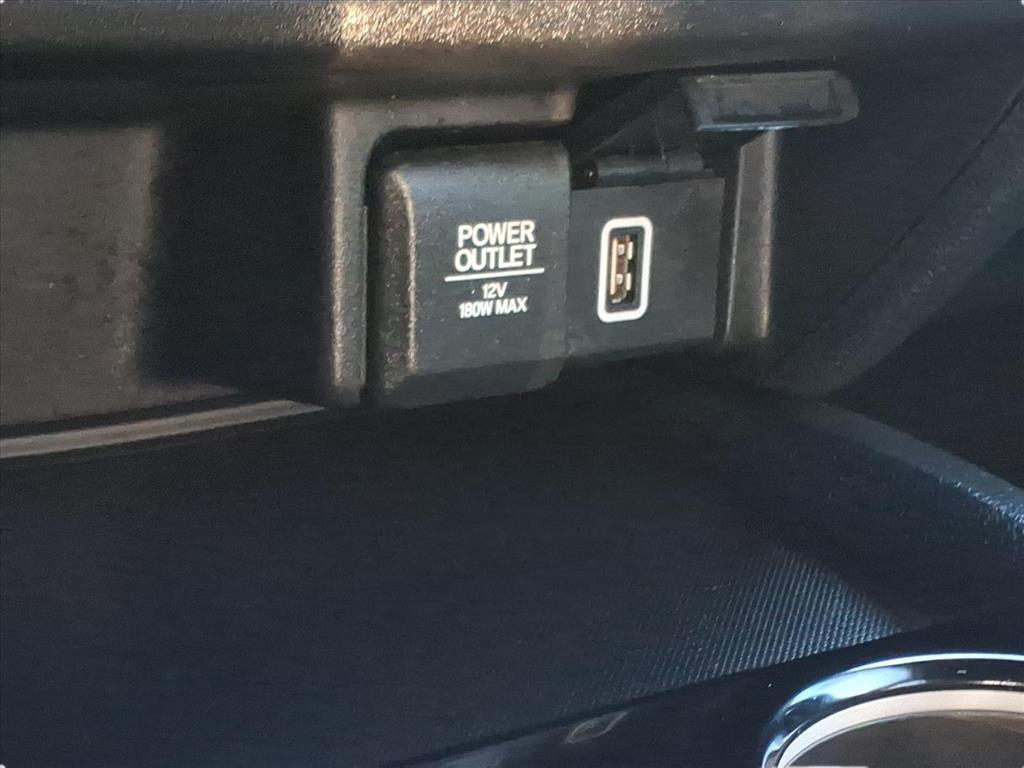 POWER
OUTLET
12V
180W MAX